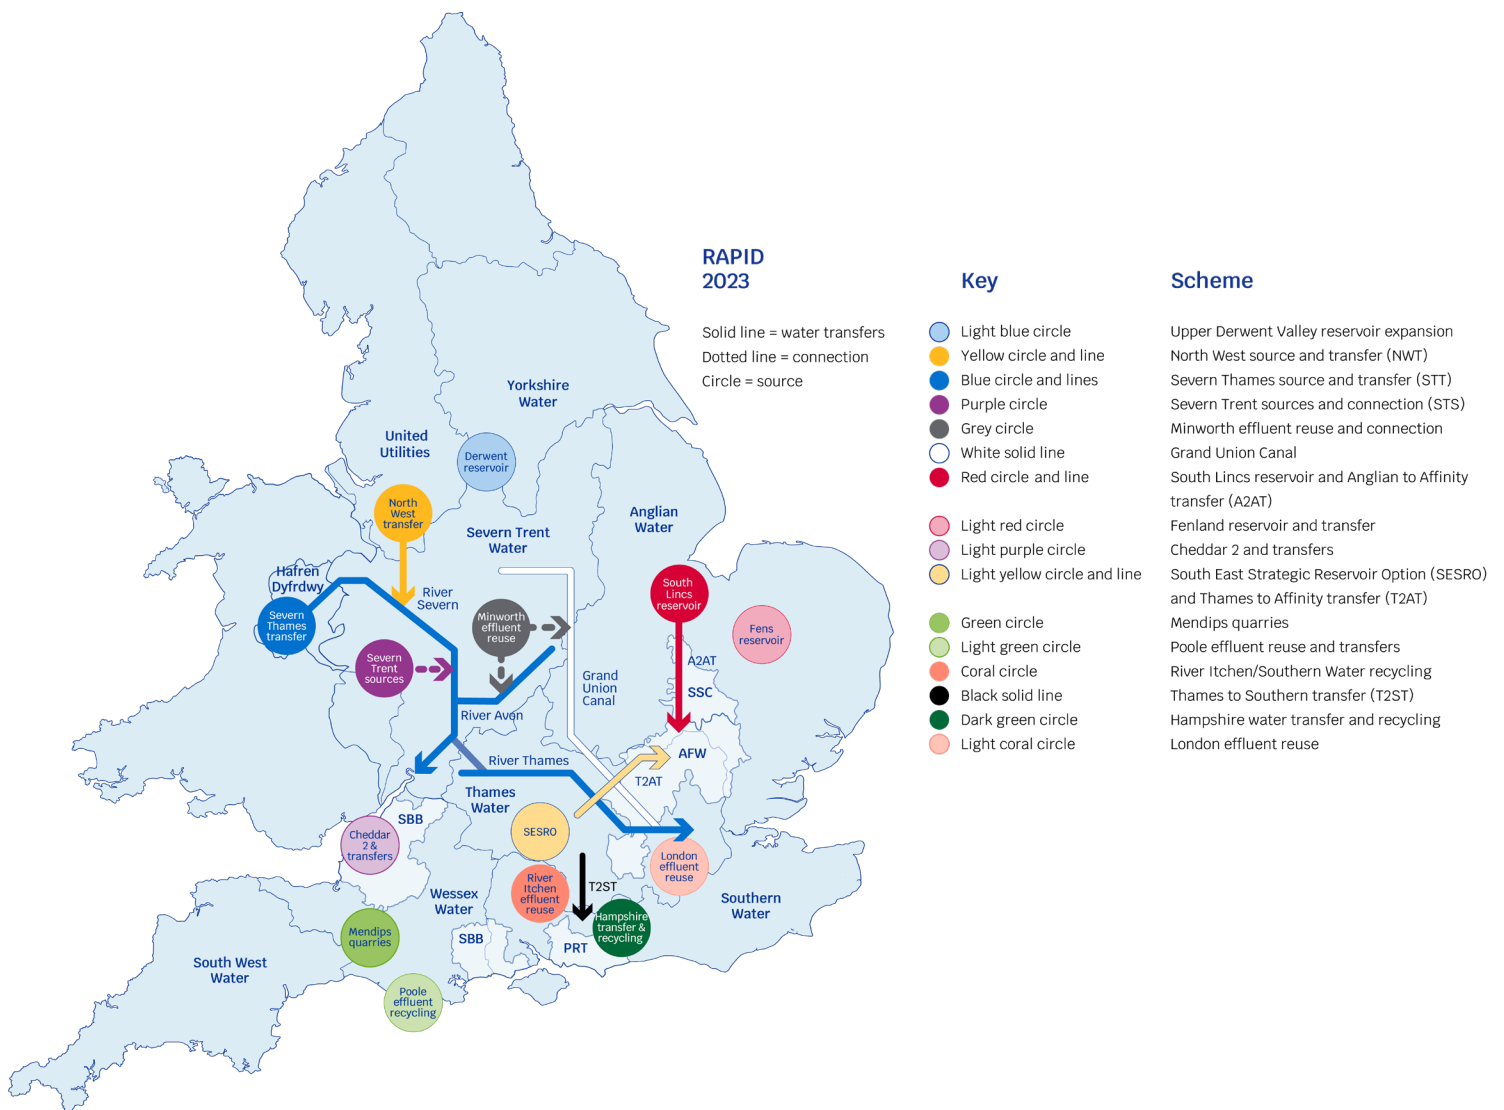 RAPID
2023
Solid line = water transfers
Dotted line = connection
Circle = source
Key
Scheme
Light blue circle
Upper Derwent Valley reservoir expansion
Yellow circle and line
North West source and transfer (NWT)
Blue circle and lines
Severn Thames source and transfer (STT)
Purple circle
Severn Trent sources and connection (STS)
Grey circle
Minworth effluent reuse and connection
White solid line
Grand Union Canal
Red circle and line
South Lincs reservoir and Anglian to Affinity
transfer (A2AT)
Light red circle
Fenland reservoir and transfer
Light purple circle
Cheddar 2 and transfers
Light yellow circle and line
South East Strategic Reservoir Option (SESRO)
and Thames to Affinity transfer (T2AT)
Green circle
Mendips quarries
Light green circle
Poole effluent reuse and transfers
Coral circle
River Itchen/Southern Water recycling
Black solid line
Thames to Southern transfer (T2ST)
Dark green circle
Hampshire water transfer and recycling
Light coral circle
London effluent reuse
Yorkshire
Water
United
Utilities
Derwent
reservoir
North
West
transfer
Anglian
Water
Severn Trent
Water
Hafren
Dyfrdwy
River
Severn
Severn
Thames
transfer
Minworth
effluent
reuse
South
Lincs
reservoir
Fens
reservoir
Severn
Trent
sources
A2AT
SSC
Grand
Union
Canal
River Avon
River Thames
AFW
T2AT
Thames
Water
SBB
SESRO
Cheddar
2 &
transfers
London
effluent
reuse
River
Itchen
effluent
reuse
T2ST
Wessex
Water
Southern
Water
Hampshire
transfer &
recycling
Mendips
quarries
SBB
PRT
South West
Water
Poole
effluent
recycling